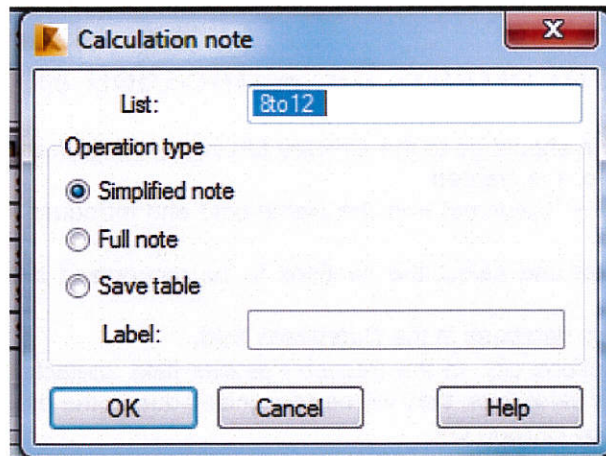 Calculation note
X
List: 8to12
Operation type
Simplified note
Full note
Save table
Label:
OK Cancel Help